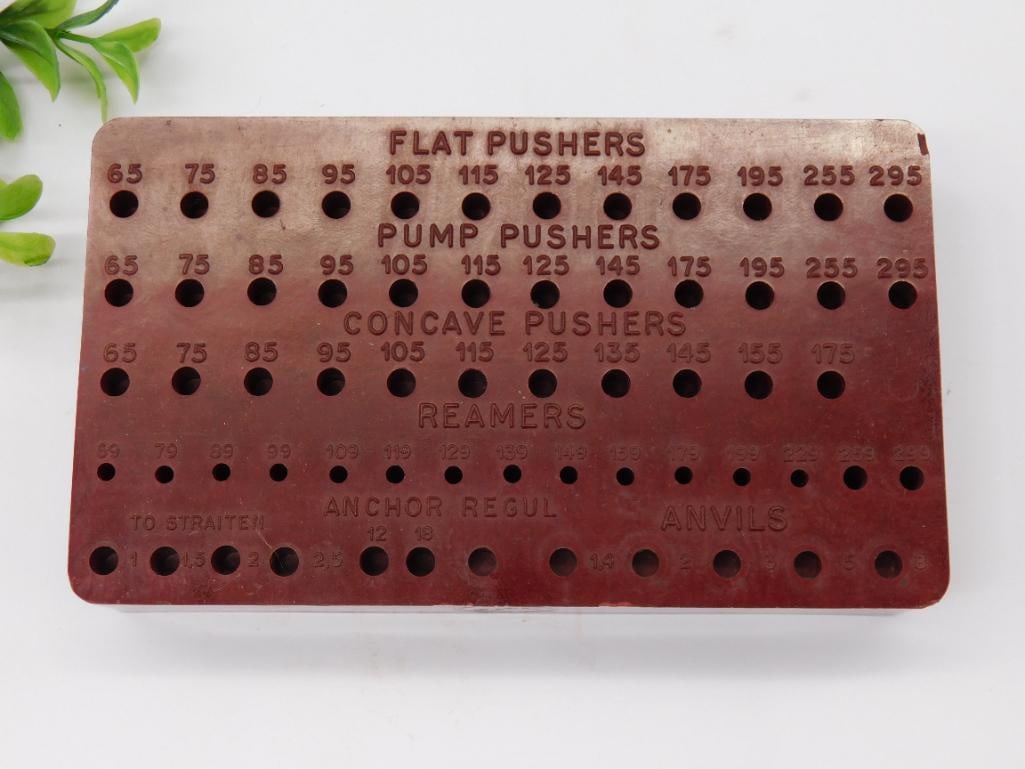 FLAT PUSHERS
65 75 85 95 105 115 125 145 175 195 255 295
PUMP PUSHERS
65 75 85 95 105 115 125 145 175 195 255 295
CONCAVE PUSHERS
65 75 85 95 105 115 125 135 145 155 175
REAMERS
69 79 89 99 109 119 129 139 149 159 179 199 229 259 299
ANCHOR REGUL
TO STRAITEN
ANVILS
12 18
1 1,5 2 2,5 1,4 2 3 5 8